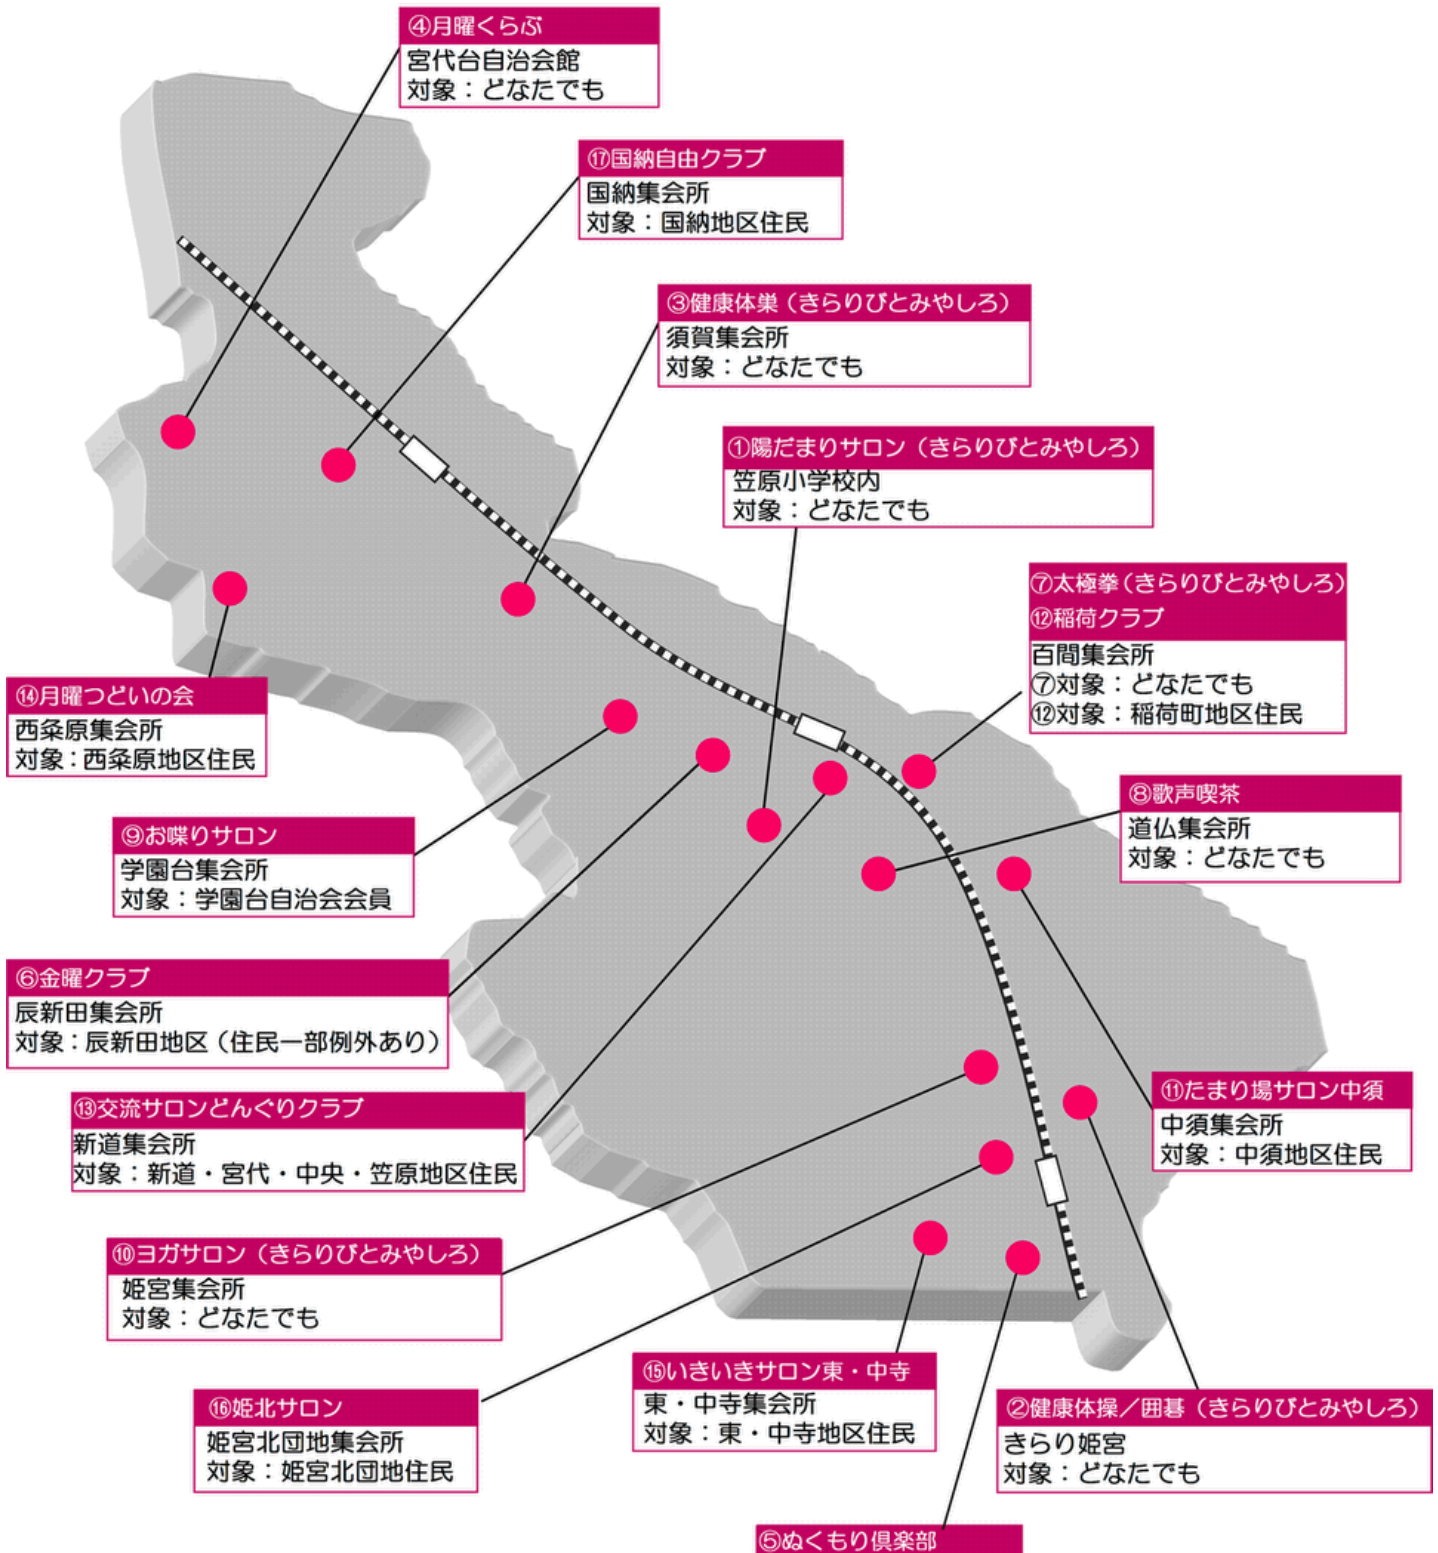 ④月曜くらぶ
宮代台自治会館
対象：どなたでも
⑰国納自由クラブ
国納集会所
対象：国納地区住民
③健康体巣（きらりびとみやしろ）
須賀集会所
対象：どなたでも
①陽だまりサロン（きらりびとみやしろ）
笠原小学校内
対象：どなたでも
⑦太極拳（きらりびとみやしろ）
⑫稲荷クラブ
百間集会所
⑦対象：どなたでも
⑫対象：稲荷町地区住民
⑭月曜つどいの会
西粂原集会所
対象：西粂原地区住民
⑧歌声喫茶
道仏集会所
対象：どなたでも
⑨お喋りサロン
学園台集会所
対象：学園台自治会会員
⑥金曜クラブ
辰新田集会所
対象：辰新田地区（住民一部例外あり）
⑪たまり場サロン中須
中須集会所
対象：中須地区住民
⑬交流サロンどんぐりクラブ
新道集会所
対象：新道・宮代・中央・笠原地区住民
⑩ヨガサロン（きらりびとみやしろ）
姫宮集会所
対象：どなたでも
⑮いきいきサロン東・中寺
東・中寺集会所
対象：東・中寺地区住民
⑯姫北サロン
姫宮北団地集会所
対象：姫宮北団地住民
②健康体操／囲碁（きらりびとみやしろ）
きらり姫宮
対象：どなたでも
⑤ぬくもり倶楽部